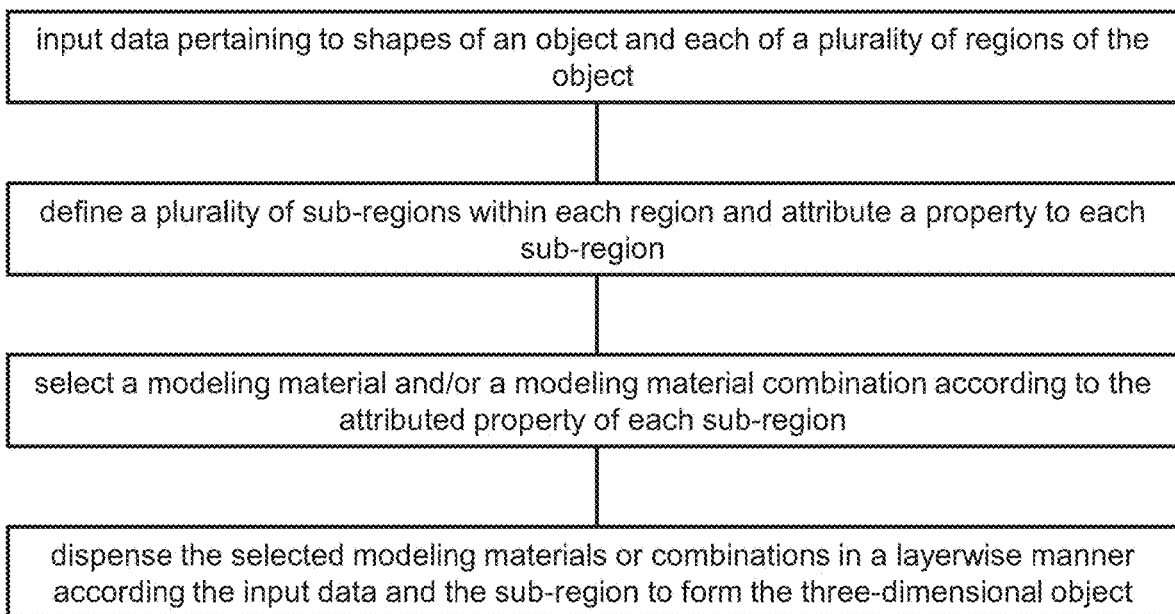 input data pertaining to shapes of an object and each of a plurality of regions of the
object
define a plurality of sub-regions within each region and attribute a property to each
sub-region
select a modeling material and/or a modeling material combination according to the
attributed property of each sub-region
dispense the selected modeling materials or combinations in a layerwise manner
according the input data and the sub-region to form the three-dimensional object